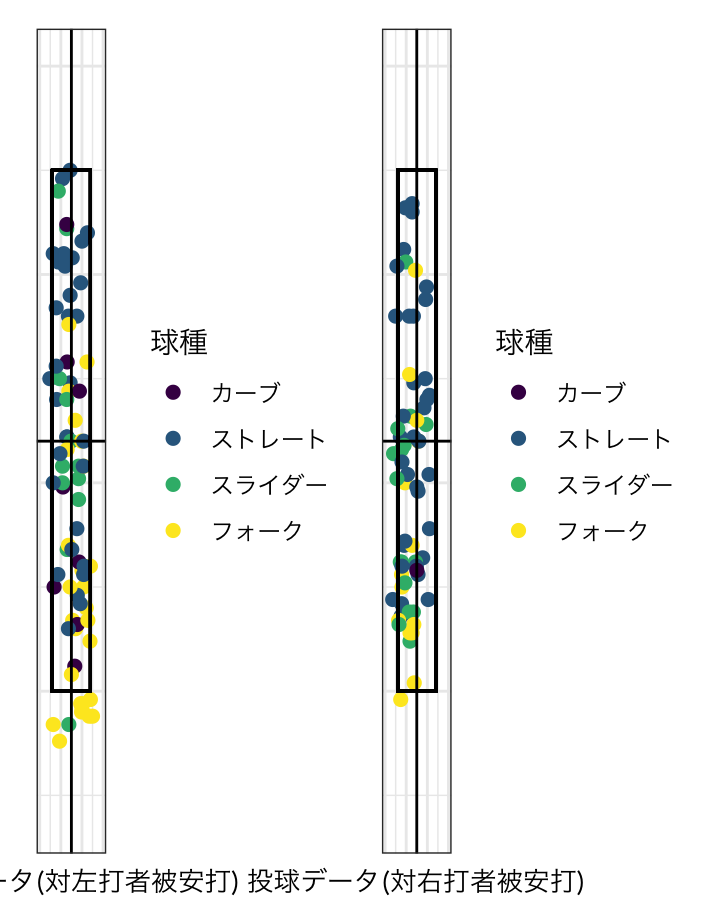 球種
カーブ
ストレート
スライダー
フォーク
球種
カーブ
ストレート
スライダー
フォーク
ータ(対左打者被安打) 投球データ(対右打者被安打)